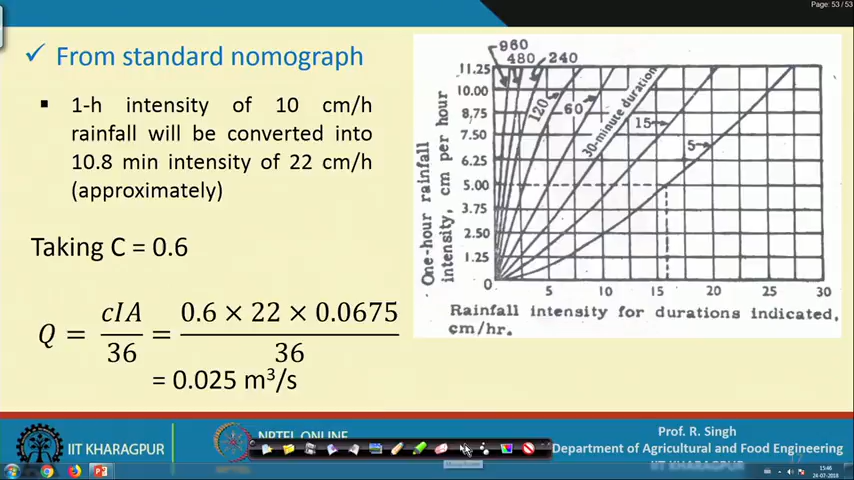 Page: 53 / 53
✓ From standard nomograph
▪ 1-h intensity of 10 cm/h
rainfall will be converted into
10.8 min intensity of 22 cm/h
(approximately)
Taking C = 0.6
Q = cIA/36 = 0.6 × 22 × 0.0675/36
= 0.025 m³/s
960
480
240
120
60
30-minute duration
15
5
One-hour rainfall
intensity, cm per hour
11.25
10.00
8,75
7.50
6.25
5.00
3.75
2.50
1.25
0
5 10 15 20 25 30
Rainfall intensity for durations indicated,
cm/hr.
IIT KHARAGPUR
NPTEL ONLINE
Prof. R. Singh
Department of Agricultural and Food Engineering
IIT KHARAGPUR
15:46
24-07-2018